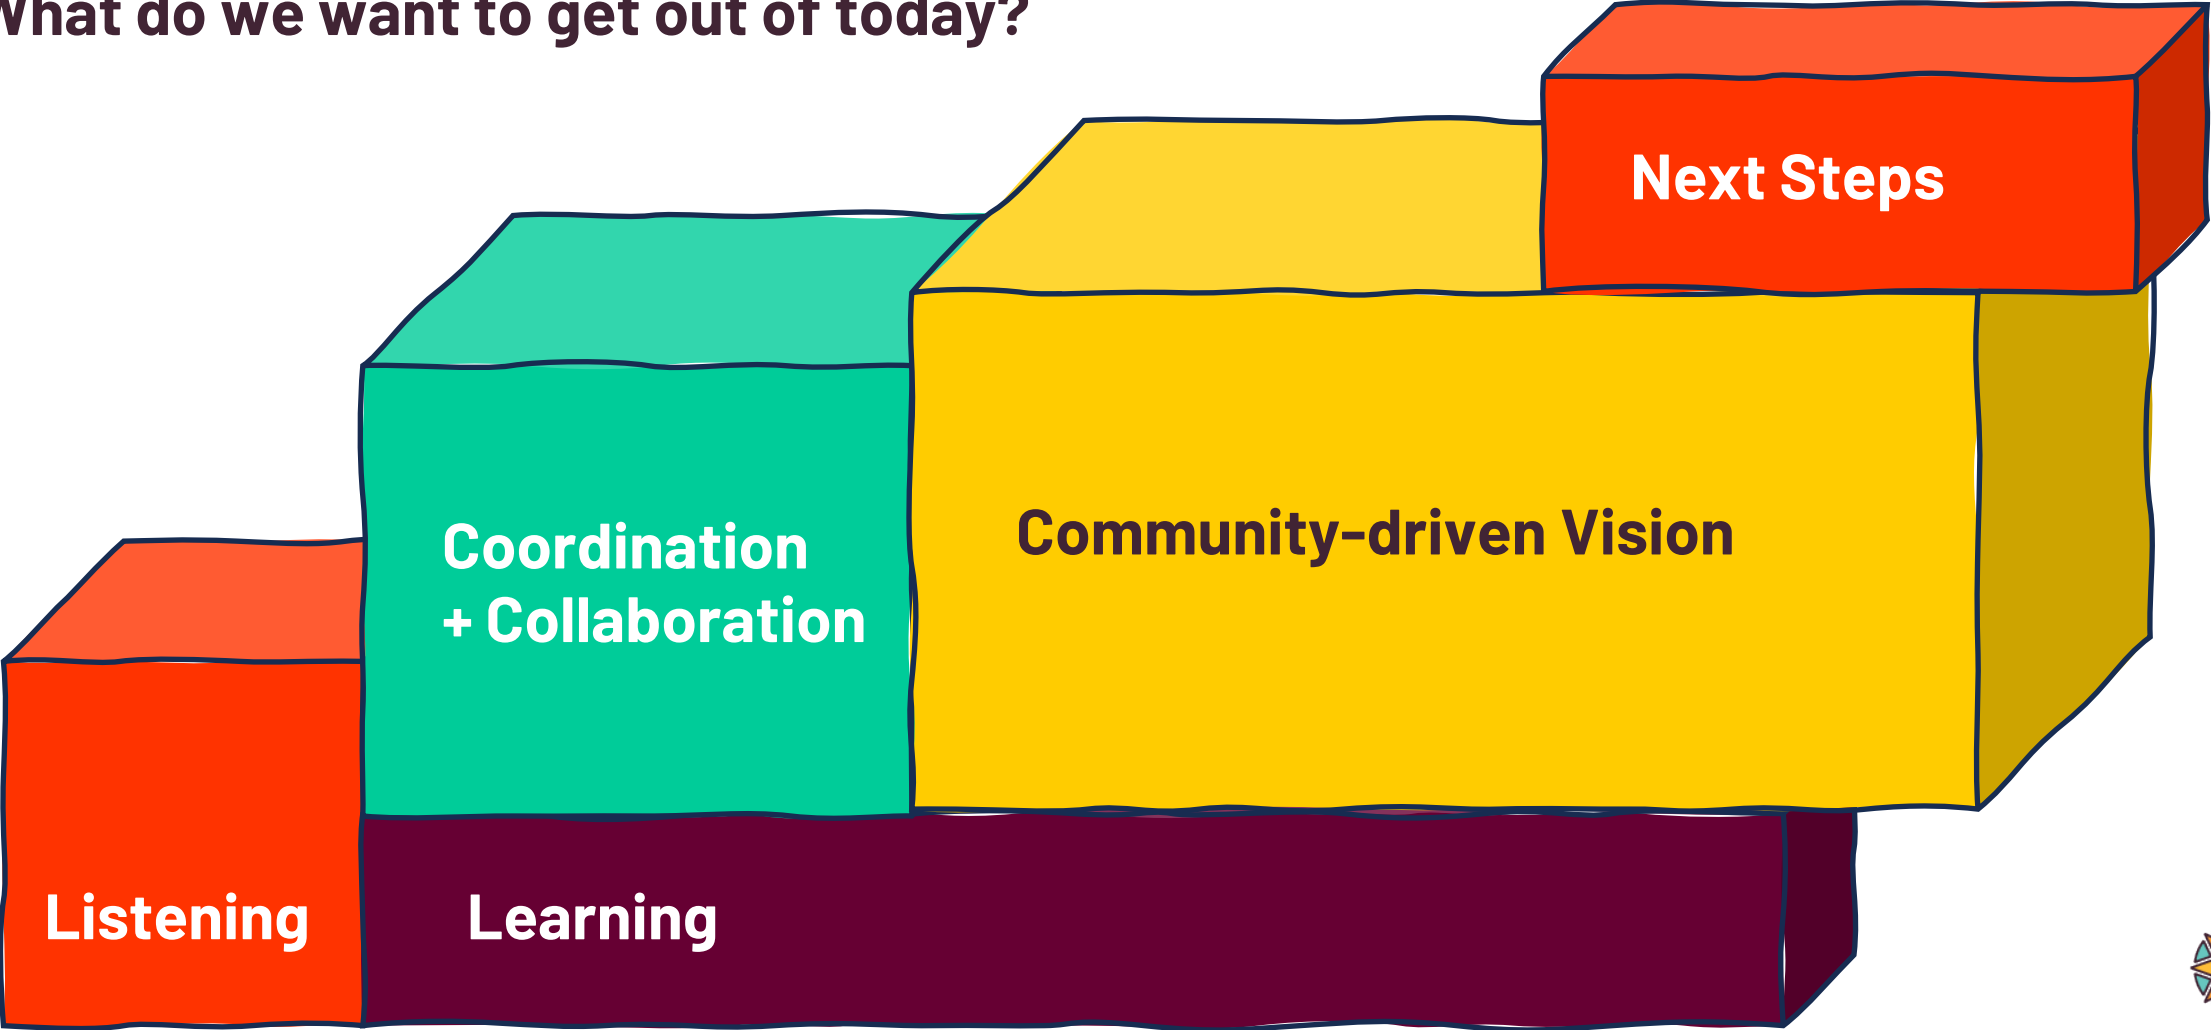 What do we want to get out of today?
Next Steps
Community-driven Vision
Coordination
+ Collaboration
Listening
Learning